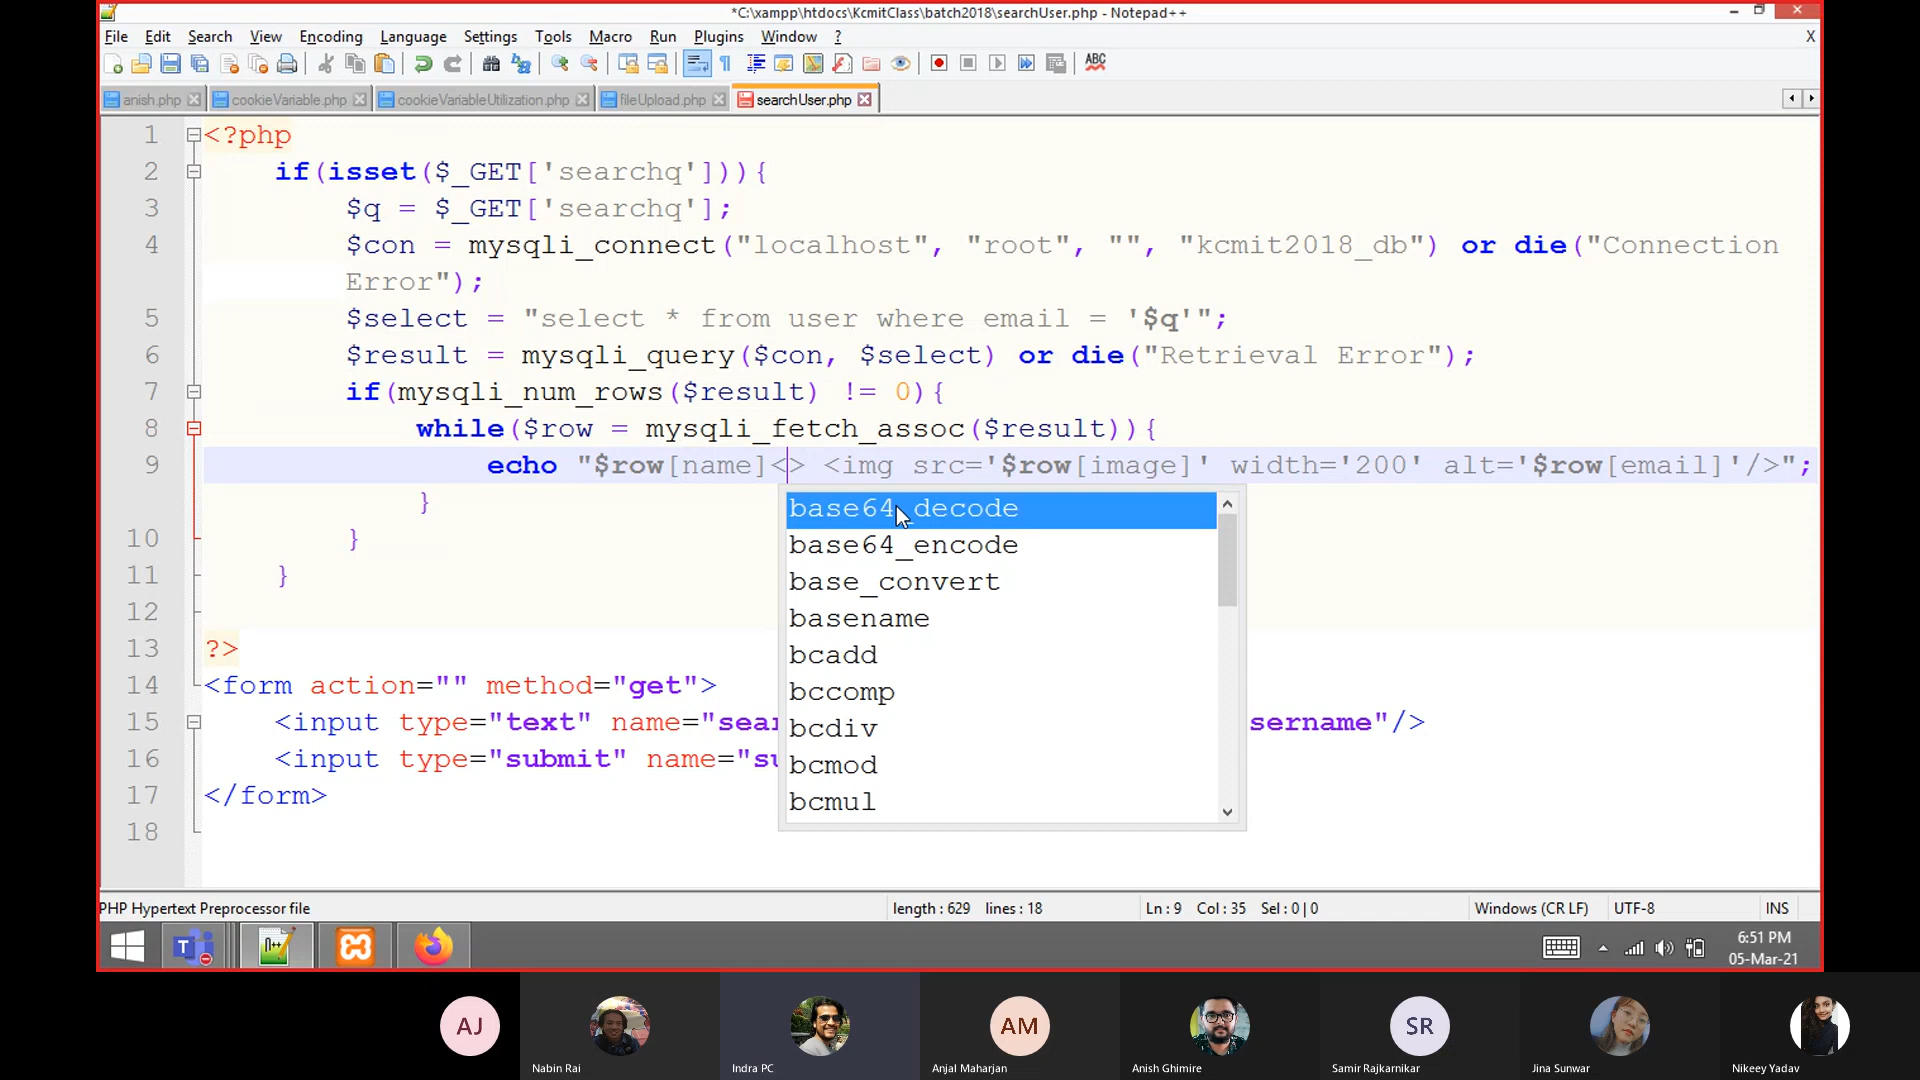 *C:\xampp\htdocs\KcmitClass\batch2018\searchUser.php - Notepad++
File Edit Search View Encoding Language Settings Tools Macro Run Plugins Window ? X
anish.php cookieVariable.php cookieVariableUtilization.php fileUpload.php searchUser.php
1 <?php
2 if(isset($_GET['searchq'])){
3 $q = $_GET['searchq'];
4 $con = mysqli_connect("localhost", "root", "", "kcmit2018_db") or die("Connection
Error");
5 $select = "select * from user where email = '$q'";
6 $result = mysqli_query($con, $select) or die("Retrieval Error");
7 if(mysqli_num_rows($result) != 0){
8 while($row = mysqli_fetch_assoc($result)){
9 echo "$row[name]<> <img src='$row[image]' width='200' alt='$row[email]'/>";
}
10 }
11 }
12
13 ?>
14 <form action="" method="get">
15 <input type="text" name="sear sername"/>
16 <input type="submit" name="su
17 </form>
18
base64_decode
base64_encode
base_convert
basename
bcadd
bccomp
bcdiv
bcmod
bcmul
PHP Hypertext Preprocessor file length : 629 lines : 18 Ln : 9 Col : 35 Sel : 0 | 0 Windows (CR LF) UTF-8 INS
6:51 PM
05-Mar-21
AJ AM SR
Nabin Rai Indra PC Anjal Maharjan Anish Ghimire Samir Rajkarnikar Jina Sunwar Nikeey Yadav